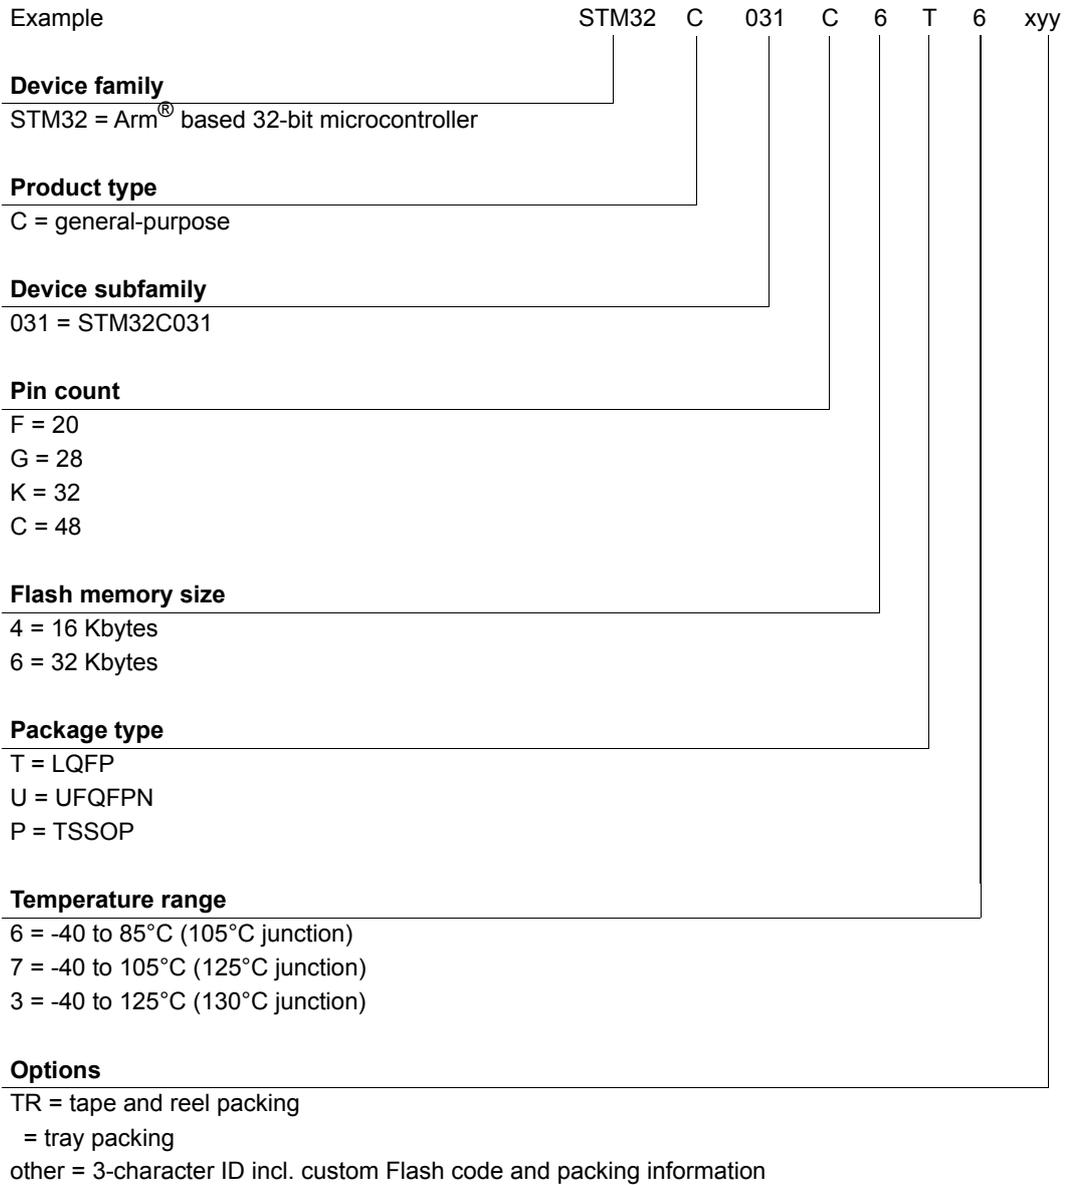 Example STM32 C 031 C 6 T 6 xyy
Device family
STM32 = Arm® based 32-bit microcontroller
Product type
C = general-purpose
Device subfamily
031 = STM32C031
Pin count
F = 20
G = 28
K = 32
C = 48
Flash memory size
4 = 16 Kbytes
6 = 32 Kbytes
Package type
T = LQFP
U = UFQFPN
P = TSSOP
Temperature range
6 = -40 to 85°C (105°C junction)
7 = -40 to 105°C (125°C junction)
3 = -40 to 125°C (130°C junction)
Options
TR = tape and reel packing
= tray packing
other = 3-character ID incl. custom Flash code and packing information